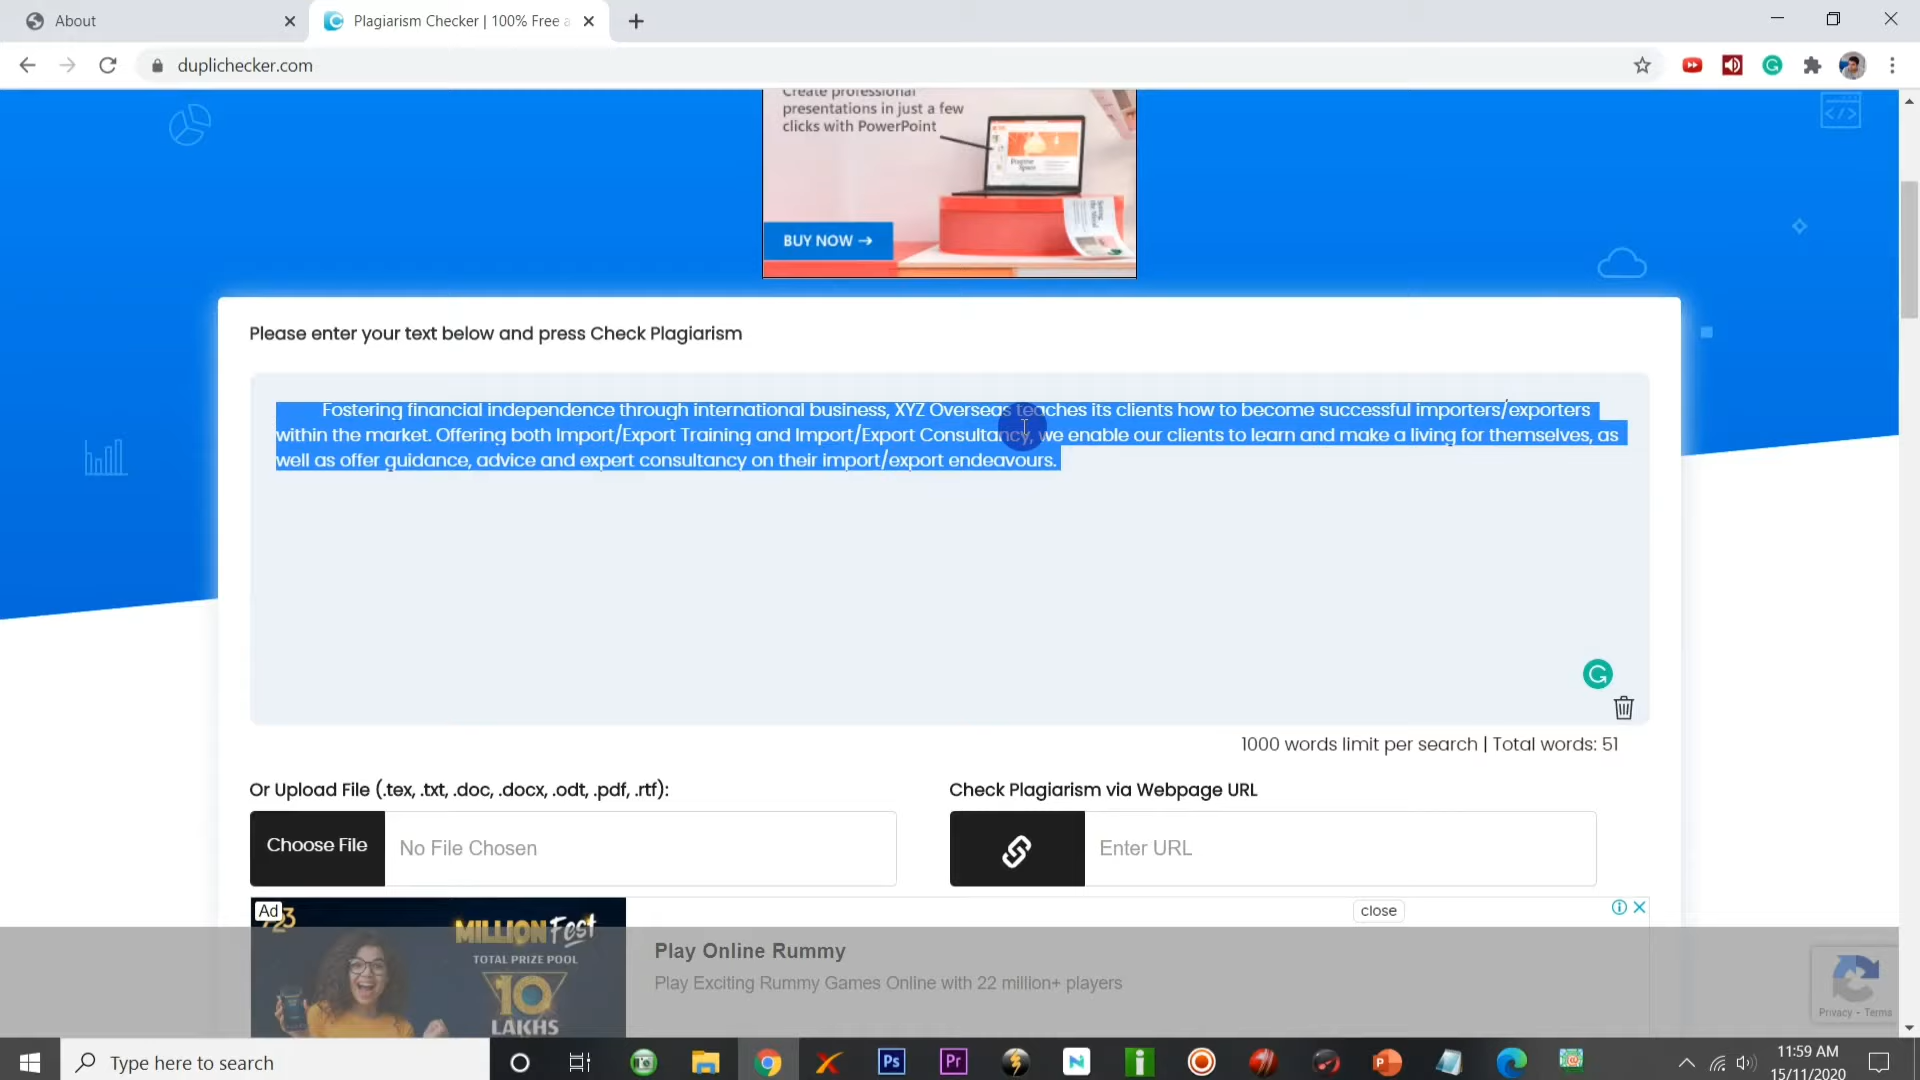 About
Plagiarism Checker | 100% Free a
duplichecker.com
Create professional
presentations in just a few
clicks with PowerPoint
BUY NOW →
Please enter your text below and press Check Plagiarism
Fostering financial independence through international business, XYZ Overseas teaches its clients how to become successful importers/exporters
within the market. Offering both Import/Export Training and Import/Export Consultancy, we enable our clients to learn and make a living for themselves, as
well as offer guidance, advice and expert consultancy on their import/export endeavours.
1000 words limit per search | Total words: 51
Or Upload File (.tex, .txt, .doc, .docx, .odt, .pdf, .rtf):
Check Plagiarism via Webpage URL
Choose File
No File Chosen
Enter URL
Ad
close
MILLION Fest
TOTAL PRIZE POOL
10
LAKHS
Play Online Rummy
Play Exciting Rummy Games Online with 22 million+ players
Privacy - Terms
Type here to search
Ps
Pr
11:59 AM
15/11/2020